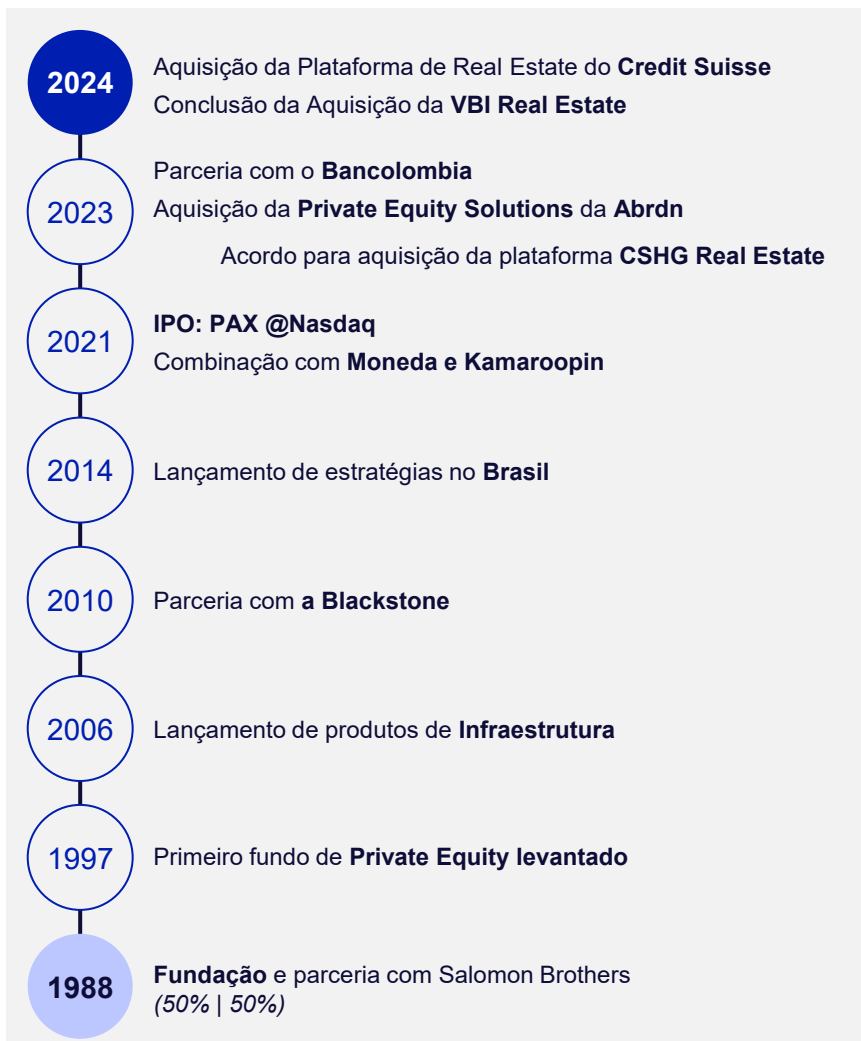 2024
Aquisição da Plataforma de Real Estate do Credit Suisse
Conclusão da Aquisição da VBI Real Estate
2023
Parceria com o Bancolombia
Aquisição da Private Equity Solutions da Abrdn
Acordo para aquisição da plataforma CSHG Real Estate
2021
IPO: PAX @Nasdaq
Combinação com Moneda e Kamaroopin
2014
Lançamento de estratégias no Brasil
2010
Parceria com a Blackstone
2006
Lançamento de produtos de Infraestrutura
1997
Primeiro fundo de Private Equity levantado
1988
Fundação e parceria com Salomon Brothers
(50% | 50%)